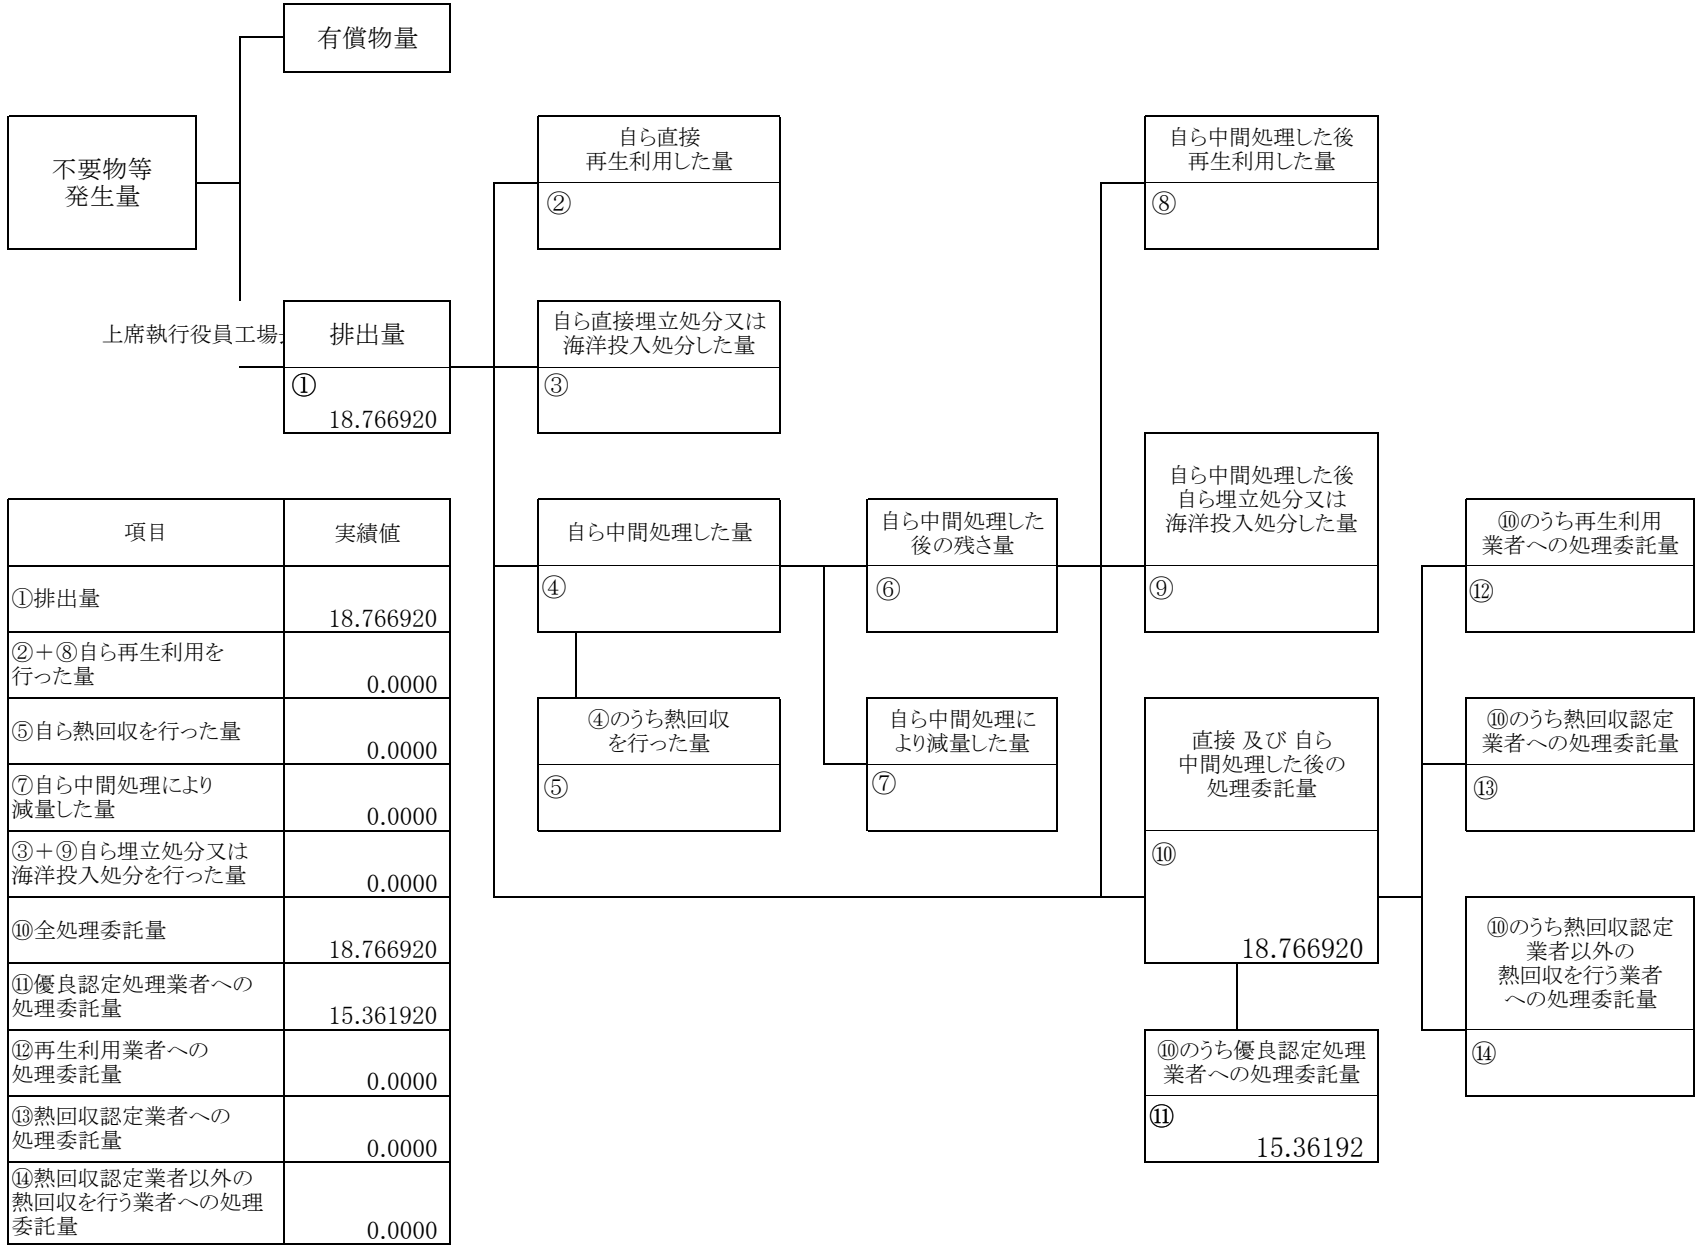 有償物量
不要物等
発生量
自ら直接
再生利用した量
②
自ら中間処理した後
再生利用した量
⑧
上席執行役員工場
排出量
①
18.766920
自ら直接埋立処分又は
海洋投入処分した量
③
項目
実績値
①排出量
18.766920
②＋⑧自ら再生利用を
行った量
0.0000
⑤自ら熱回収を行った量
0.0000
⑦自ら中間処理により
減量した量
0.0000
③＋⑨自ら埋立処分又は
海洋投入処分を行った量
0.0000
⑩全処理委託量
18.766920
⑪優良認定処理業者への
処理委託量
15.361920
⑫再生利用業者への
処理委託量
0.0000
⑬熱回収認定業者への
処理委託量
0.0000
⑭熱回収認定業者以外の
熱回収を行う業者への処理
委託量
0.0000
自ら中間処理した量
④
④のうち熱回収
を行った量
⑤
自ら中間処理した
後の残さ量
⑥
自ら中間処理に
より減量した量
⑦
自ら中間処理した後
自ら埋立処分又は
海洋投入処分した量
⑨
直接 及び 自ら
中間処理した後の
処理委託量
⑩
18.766920
⑩のうち優良認定処理
業者への処理委託量
⑪
15.36192
⑩のうち再生利用
業者への処理委託量
⑫
⑩のうち熱回収認定
業者への処理委託量
⑬
⑩のうち熱回収認定
業者以外の
熱回収を行う業者
への処理委託量
⑭